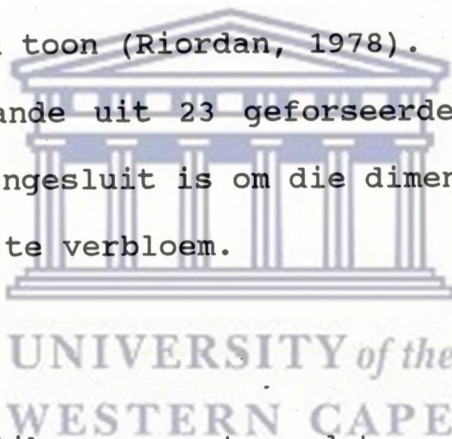 toon (Riordan, 1978).
ande uit 23 geforseerde
ngesluit is om die dimen
te verbloem.
UNIVERSITY of the
WESTERN CAPE